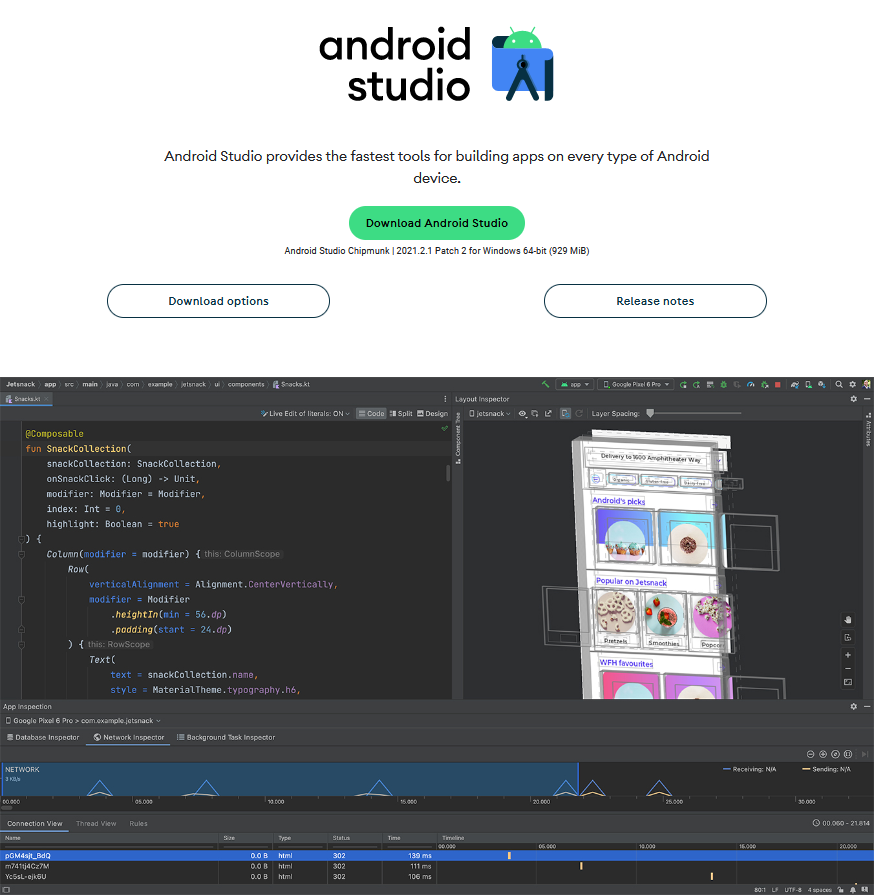 android
studio
Android Studio provides the fastest tools for building apps on every type of Android
device.
Download Android Studio
Android Studio Chipmunk | 2021.2.1 Patch 2 for Windows 64-bit (929 MiB)
Download options
Release notes
Jetsnack app src main java com example jetsnack ui components Snacks.kt
app
Google Pixel 6 Pro
Snacks.kt
Layout Inspector
Live Edit of literals: ON
Code
Split
Design
jetsnack
Layer Spacing:
Component Tree
Attributes
@Composable
fun SnackCollection(
snackCollection: SnackCollection,
onSnackClick: (Long) -> Unit,
modifier: Modifier = Modifier,
index: Int = 0,
highlight: Boolean = true
) {
Column(modifier = modifier) { this: ColumnScope
Row(
verticalAlignment = Alignment.CenterVertically,
modifier = Modifier
.heightIn(min = 56.dp)
.padding(start = 24.dp)
) { this: RowScope
Text(
text = snackCollection.name,
style = MaterialTheme.typography.h6,
Delivery to 1600 Amphitheater Way
Organic
Gluten-free
Dairy-free
Android's picks
Popular on Jetsnack
Pretzels
Smoothies
Popcorn
WFH favourites
App Inspection
Google Pixel 6 Pro > com.example.jetsnack
Database Inspector
Network Inspector
Background Task Inspector
NETWORK
3 KB/s
Receiving: N/A
Sending: N/A
00.000 05.000 10.000 15.000 20.000 25.000 30.000
Connection View
Thread View
Rules
00.060 - 21.814
Name Size Type Status Time Timeline
00.000 05.000 10.000 15.000 20.000
pGM4sjt_BdQ 0.0 B html 302 139 ms
m741tj4Cz7M 0.0 B html 302 111 ms
Yc5sL-ejk6U 0.0 B html 302 106 ms
80:1 LF UTF-8 4 spaces